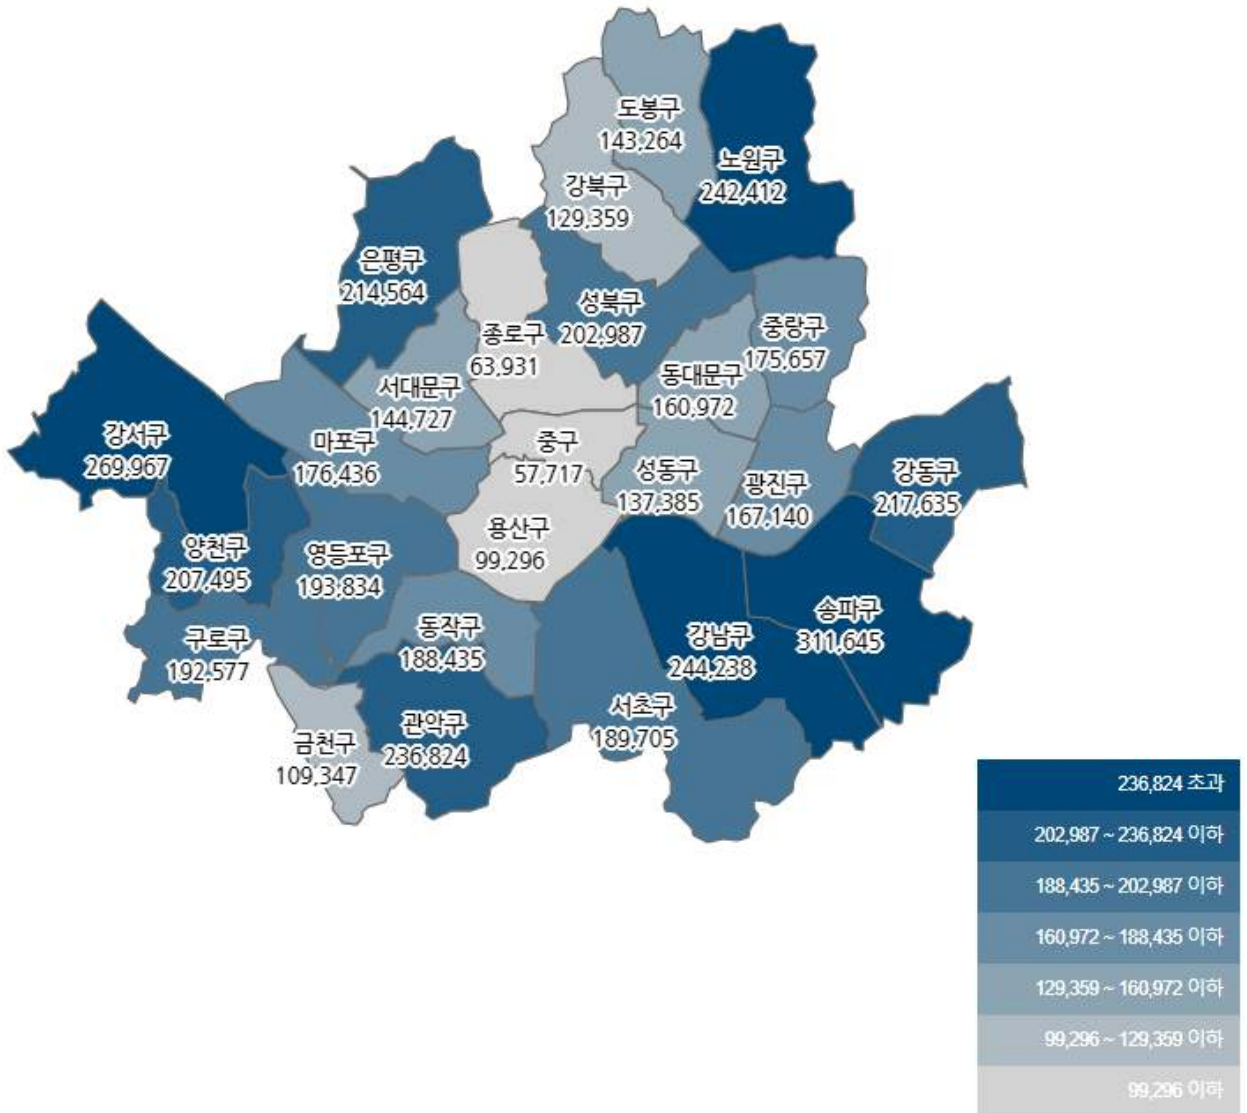 도봉구
143,264
노원구
242,412
강북구
129,359
은평구
214,564
성북구
202,987
종로구
63,931
중랑구
175,657
동대문구
160,972
서대문구
144,727
강서구
269,967
마포구
176,436
중구
57,717
성동구
137,385
광진구
167,140
강동구
217,635
용산구
99,296
양천구
207,495
영등포구
193,834
동작구
188,435
구로구
192,577
강남구
244,238
송파구
311,645
서초구
189,705
관악구
236,824
금천구
109,347
236,824 초과
202,987 ~ 236,824 이하
188,435 ~ 202,987 이하
160,972 ~ 188,435 이하
129,359 ~ 160,972 이하
99,296 ~ 129,359 이하
99,296 이하